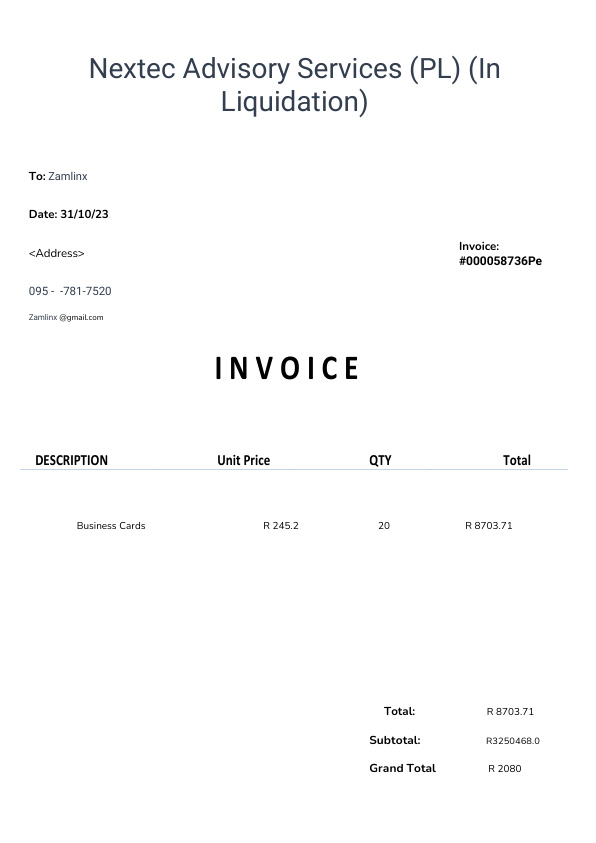 Nextec Advisory Services (PL) (In
Liquidation)
To: Zamlinx
Date: 31/10/23
<Address>
Invoice:
#000058736Pe
095 -  -781-7520
Zamlinx @gmail.com
INVOICE
DESCRIPTION Unit Price QTY Total
Business Cards R 245.2 20 R 8703.71
Total: R 8703.71
Subtotal: R3250468.0
Grand Total R 2080